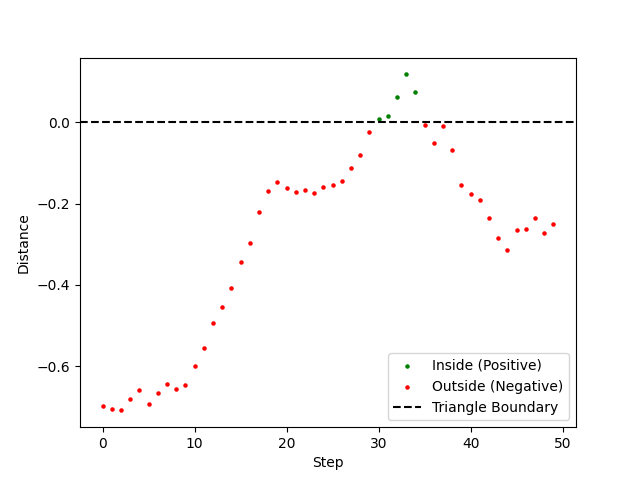 0.0
−0.2
−0.4
−0.6
Distance
0 10 20 30 40 50
Step
Inside (Positive)
Outside (Negative)
Triangle Boundary